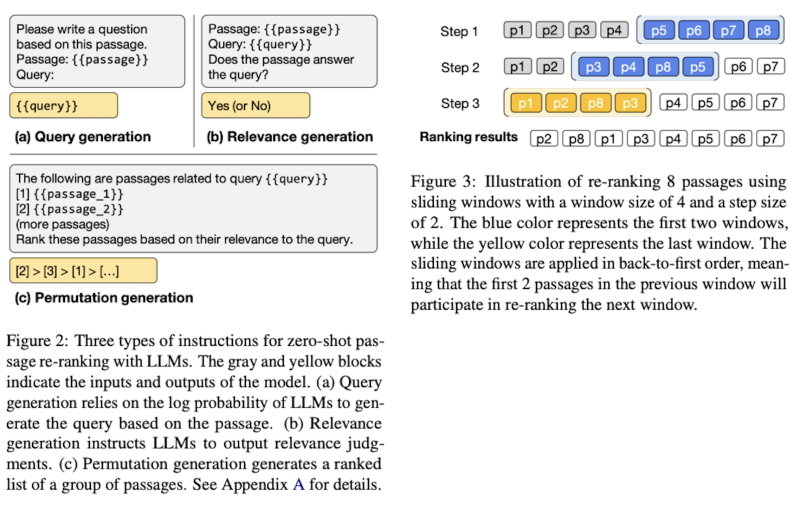 Please write a question
based on this passage.
Passage: {{passage}}
Query:
{{query}}
(a) Query generation
Passage: {{passage}}
Query: {{query}}
Does the passage answer
the query?
Yes (or No)
(b) Relevance generation
The following are passages related to query {{query}}
[1] {{passage_1}}
[2] {{passage_2}}
(more passages)
Rank these passages based on their relevance to the query.
[2] > [3] > [1] > [...]
(c) Permutation generation
Figure 2: Three types of instructions for zero-shot pas-
sage re-ranking with LLMs. The gray and yellow blocks
indicate the inputs and outputs of the model. (a) Query
generation relies on the log probability of LLMs to gen-
erate the query based on the passage. (b) Relevance
generation instructs LLMs to output relevance judg-
ments. (c) Permutation generation generates a ranked
list of a group of passages. See Appendix A for details.
Step 1 p1 p2 p3 p4 p5 p6 p7 p8
Step 2 p1 p2 p3 p4 p8 p5 p6 p7
Step 3 p1 p2 p8 p3 p4 p5 p6 p7
Ranking results p2 p8 p1 p3 p4 p5 p6 p7
Figure 3: Illustration of re-ranking 8 passages using
sliding windows with a window size of 4 and a step size
of 2. The blue color represents the first two windows,
while the yellow color represents the last window. The
sliding windows are applied in back-to-first order, mean-
ing that the first 2 passages in the previous window will
participate in re-ranking the next window.